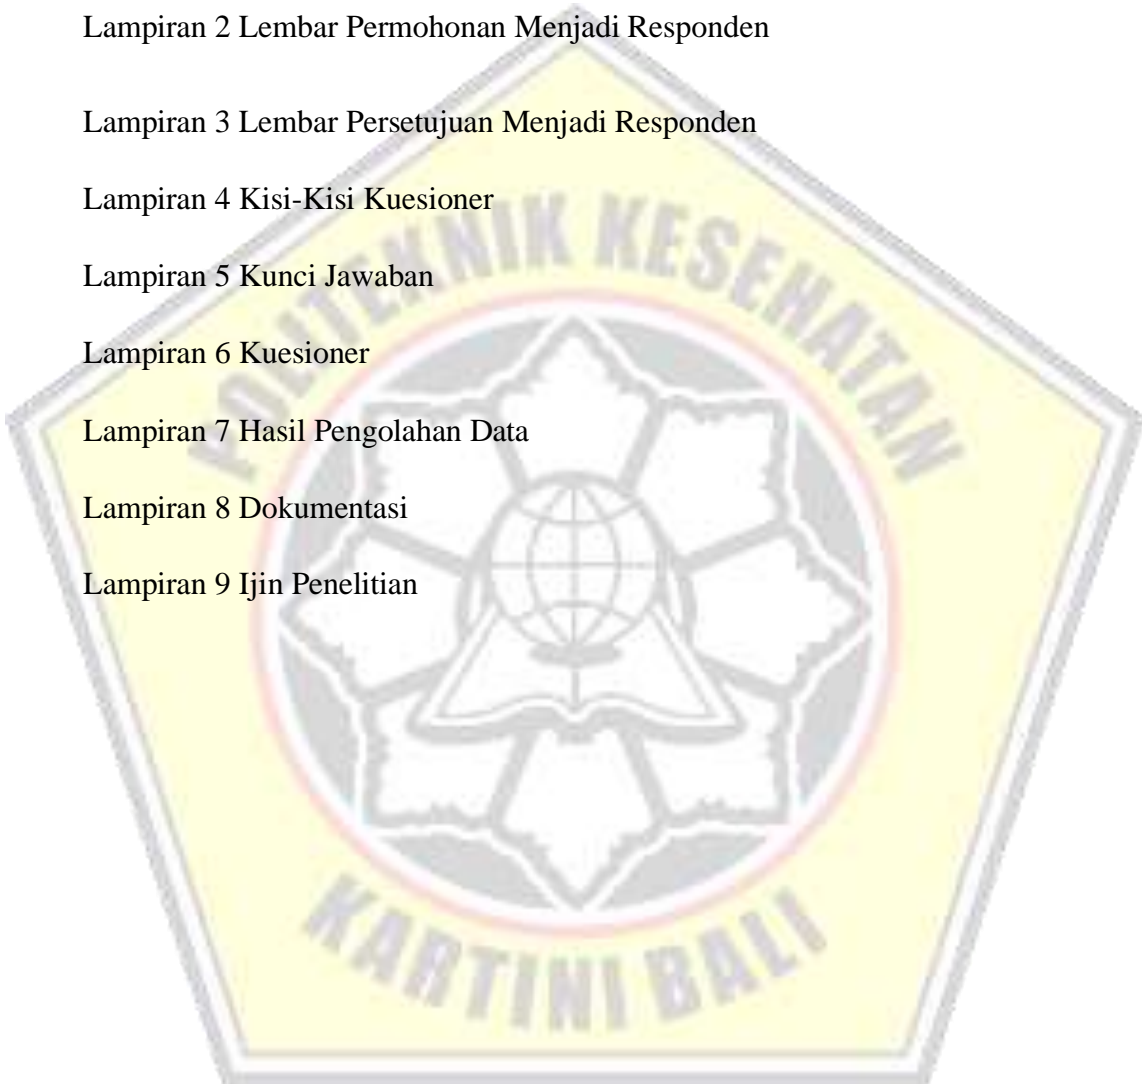 Lampiran 2 Lembar Permohonan Menjadi Responden
Lampiran 3 Lembar Persetujuan Menjadi Responden
Lampiran 4 Kisi-Kisi Kuesioner
Lampiran 5 Kunci Jawaban
Lampiran 6 Kuesioner
Lampiran 7 Hasil Pengolahan Data
Lampiran 8 Dokumentasi
Lampiran 9 Ijin Penelitian
POLITEKNIK KESEHATAN
KARTINI BALI